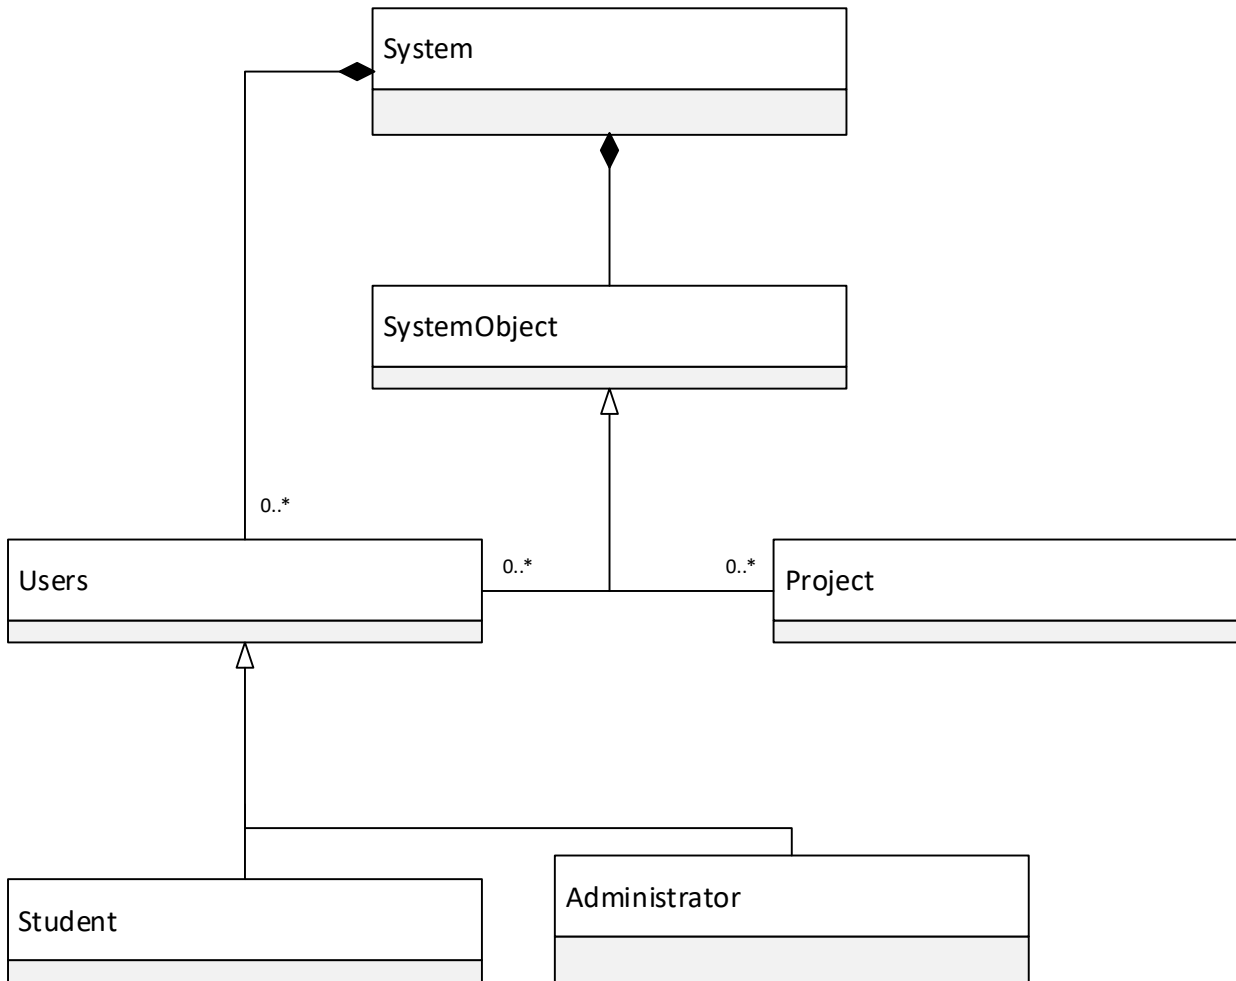 System
SystemObject
0..*
Users
0..*
0..*
Project
Student
Administrator